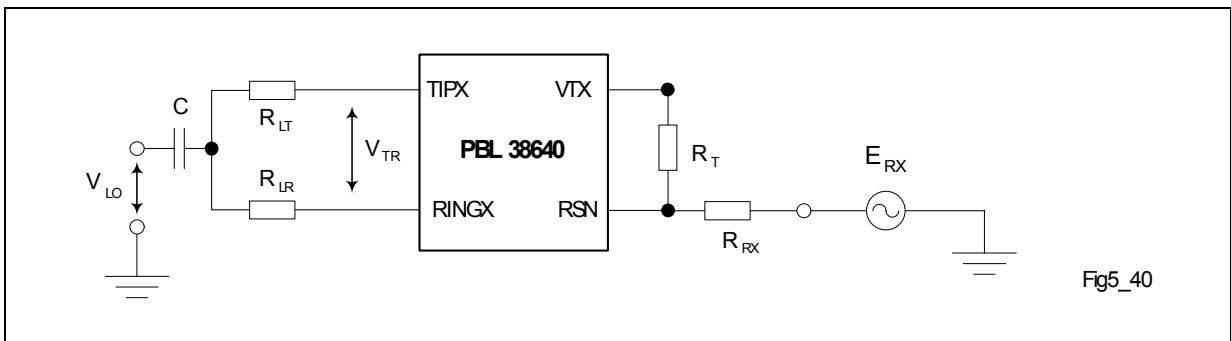 C
TIPX
VTX
R LT
V TR
PBL 38640
R T
E RX
V LO
R LR
RINGX
RSN
R RX
Fig5_40